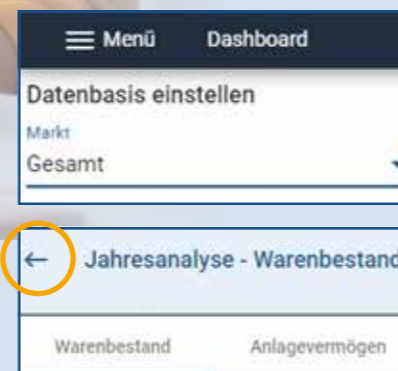 Menü Dashboard
Datenbasis einstellen
Markt
Gesamt
← Jahresanalyse - Warenbestand
Warenbestand Anlagevermögen